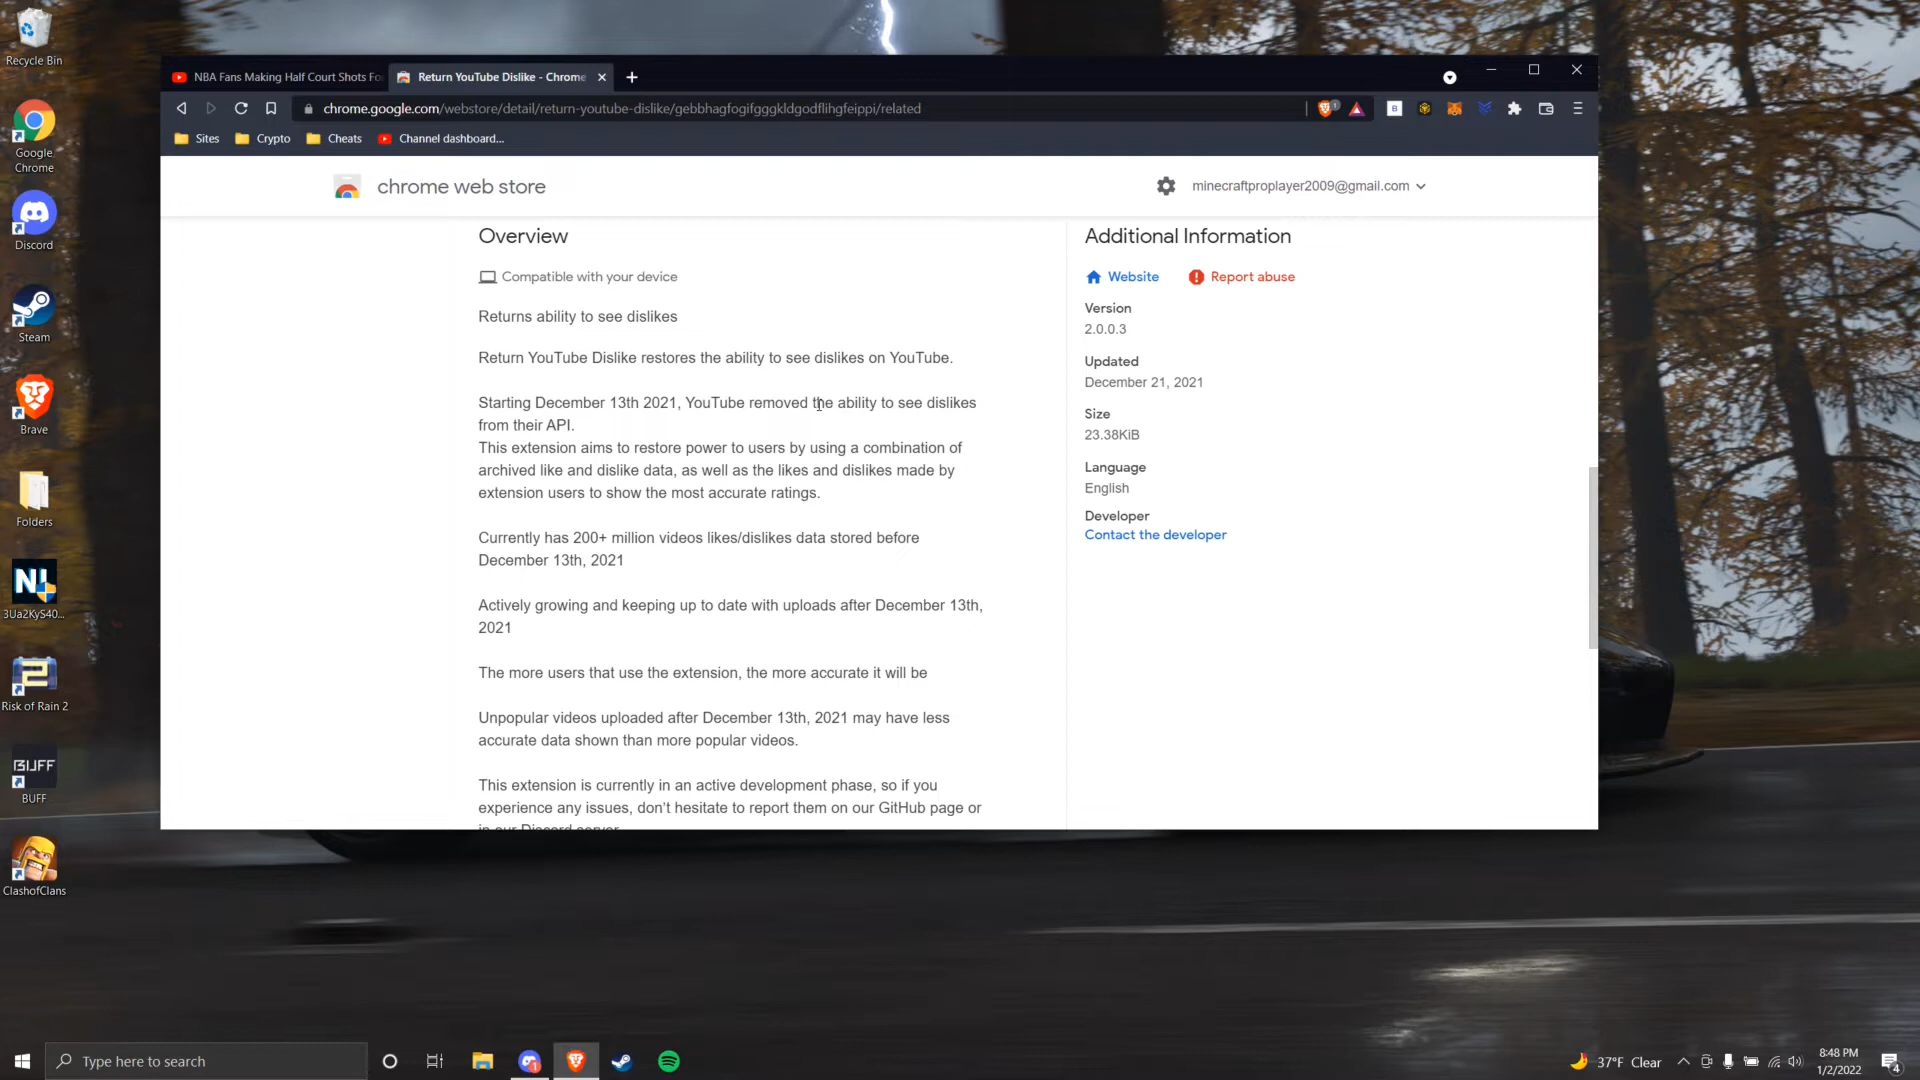 Recycle Bin
Google Chrome
Discord
Steam
Brave
Folders
NL
3Ua2KyS40...
Risk of Rain 2
BUFF
BUFF
ClashofClans
NBA Fans Making Half Court Shots Fo
Return YouTube Dislike - Chrome
chrome.google.com/webstore/detail/return-youtube-dislike/gebbhagfogifgggkldgodflihgfeippi/related
1
B
Sites
Crypto
Cheats
Channel dashboard...
chrome web store
minecraftproplayer2009@gmail.com
Overview
Compatible with your device
Returns ability to see dislikes
Return YouTube Dislike restores the ability to see dislikes on YouTube.
Starting December 13th 2021, YouTube removed the ability to see dislikes
from their API.
This extension aims to restore power to users by using a combination of
archived like and dislike data, as well as the likes and dislikes made by
extension users to show the most accurate ratings.
Currently has 200+ million videos likes/dislikes data stored before
December 13th, 2021
Actively growing and keeping up to date with uploads after December 13th,
2021
The more users that use the extension, the more accurate it will be
Unpopular videos uploaded after December 13th, 2021 may have less
accurate data shown than more popular videos.
This extension is currently in an active development phase, so if you
experience any issues, don't hesitate to report them on our GitHub page or
in our Discord server
Additional Information
Website
Report abuse
Version
2.0.0.3
Updated
December 21, 2021
Size
23.38KiB
Language
English
Developer
Contact the developer
Type here to search
1
37°F Clear
8:48 PM
1/2/2022
4